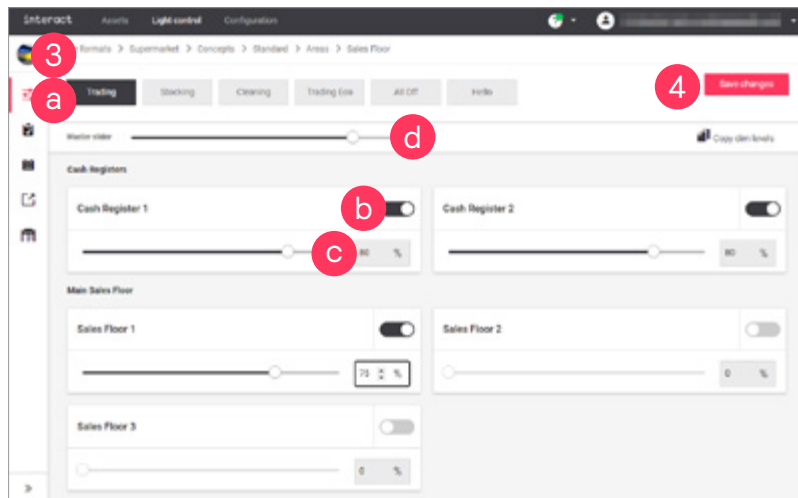 interact Assets Light control Configuration
3 formats > Supermarket > Concepts > Standard > Areas > Sales Floor
a Trading Stocking Cleaning Trading Eco All Off Hello 4 Save changes
Master slider d Copy dim levels
Cash Registers
Cash Register 1 b Cash Register 2
c 80 % 80 %
Main Sales Floor
Sales Floor 1 Sales Floor 2
75 % 0 %
Sales Floor 3
0 %